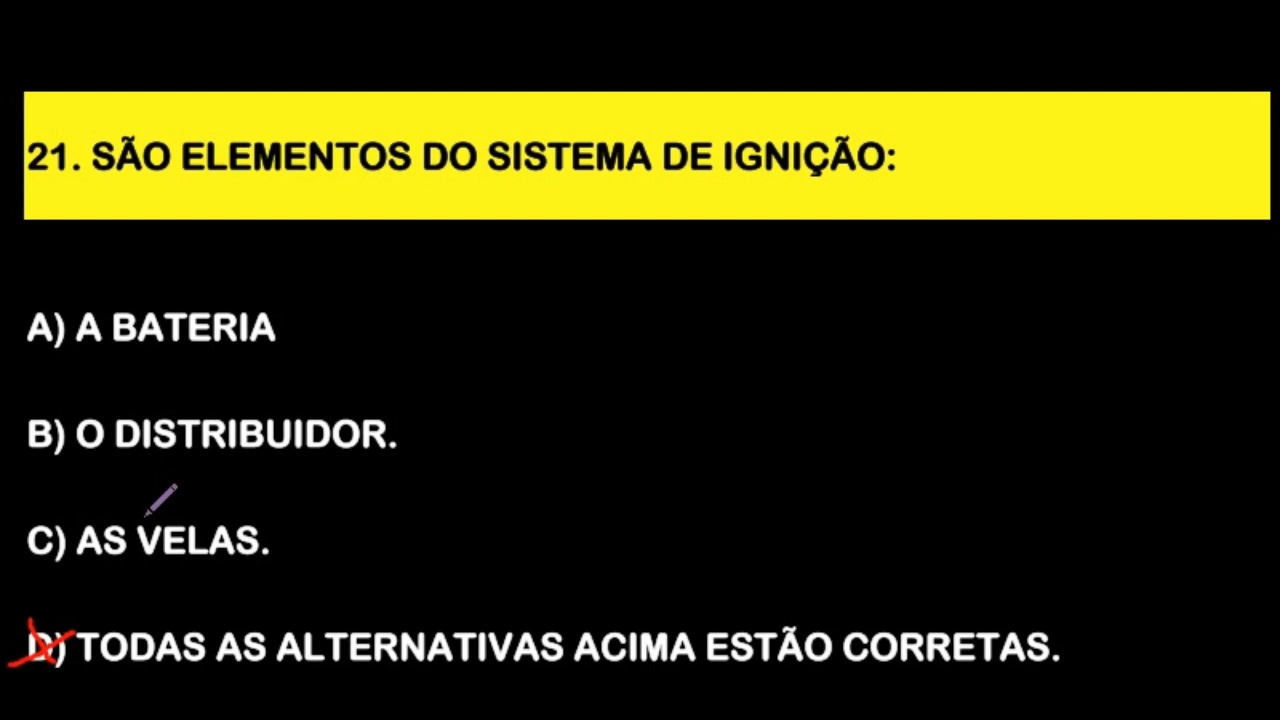 21. SÃO ELEMENTOS DO SISTEMA DE IGNIÇÃO:
A) A BATERIA
B) O DISTRIBUIDOR.
C) AS VELAS.
D) TODAS AS ALTERNATIVAS ACIMA ESTÃO CORRETAS.